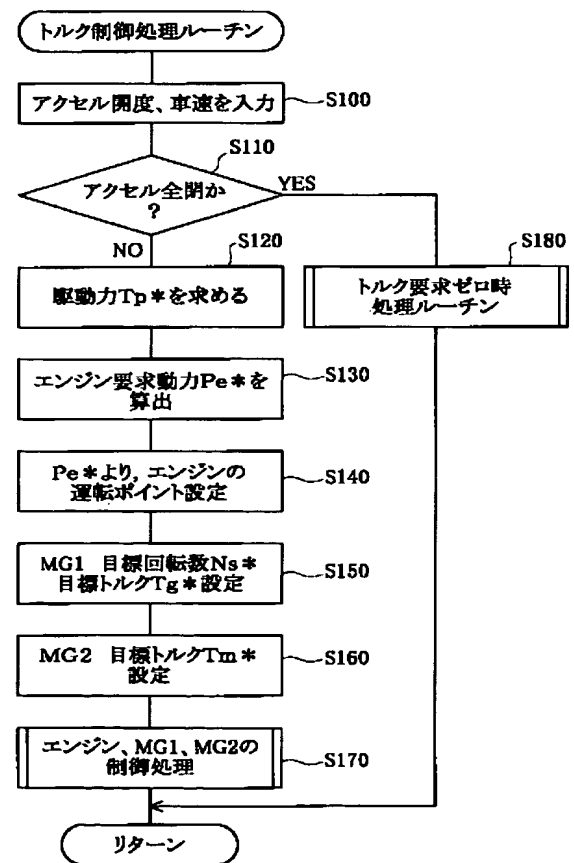 トルク制御処理ルーチン
アクセル開度、車速を入力
S100
S110
アクセル全閉か
?
YES
NO
S120
駆動力Tp*を求める
S180
トルク要求ゼロ時
処理ルーチン
エンジン要求動力Pe*を
算出
S130
Pe*より,エンジンの
運転ポイント設定
S140
MG1 目標回転数Ns*
目標トルクTg*設定
S150
MG2 目標トルクTm*
設定
S160
エンジン、MG1、MG2の
制御処理
S170
リターン